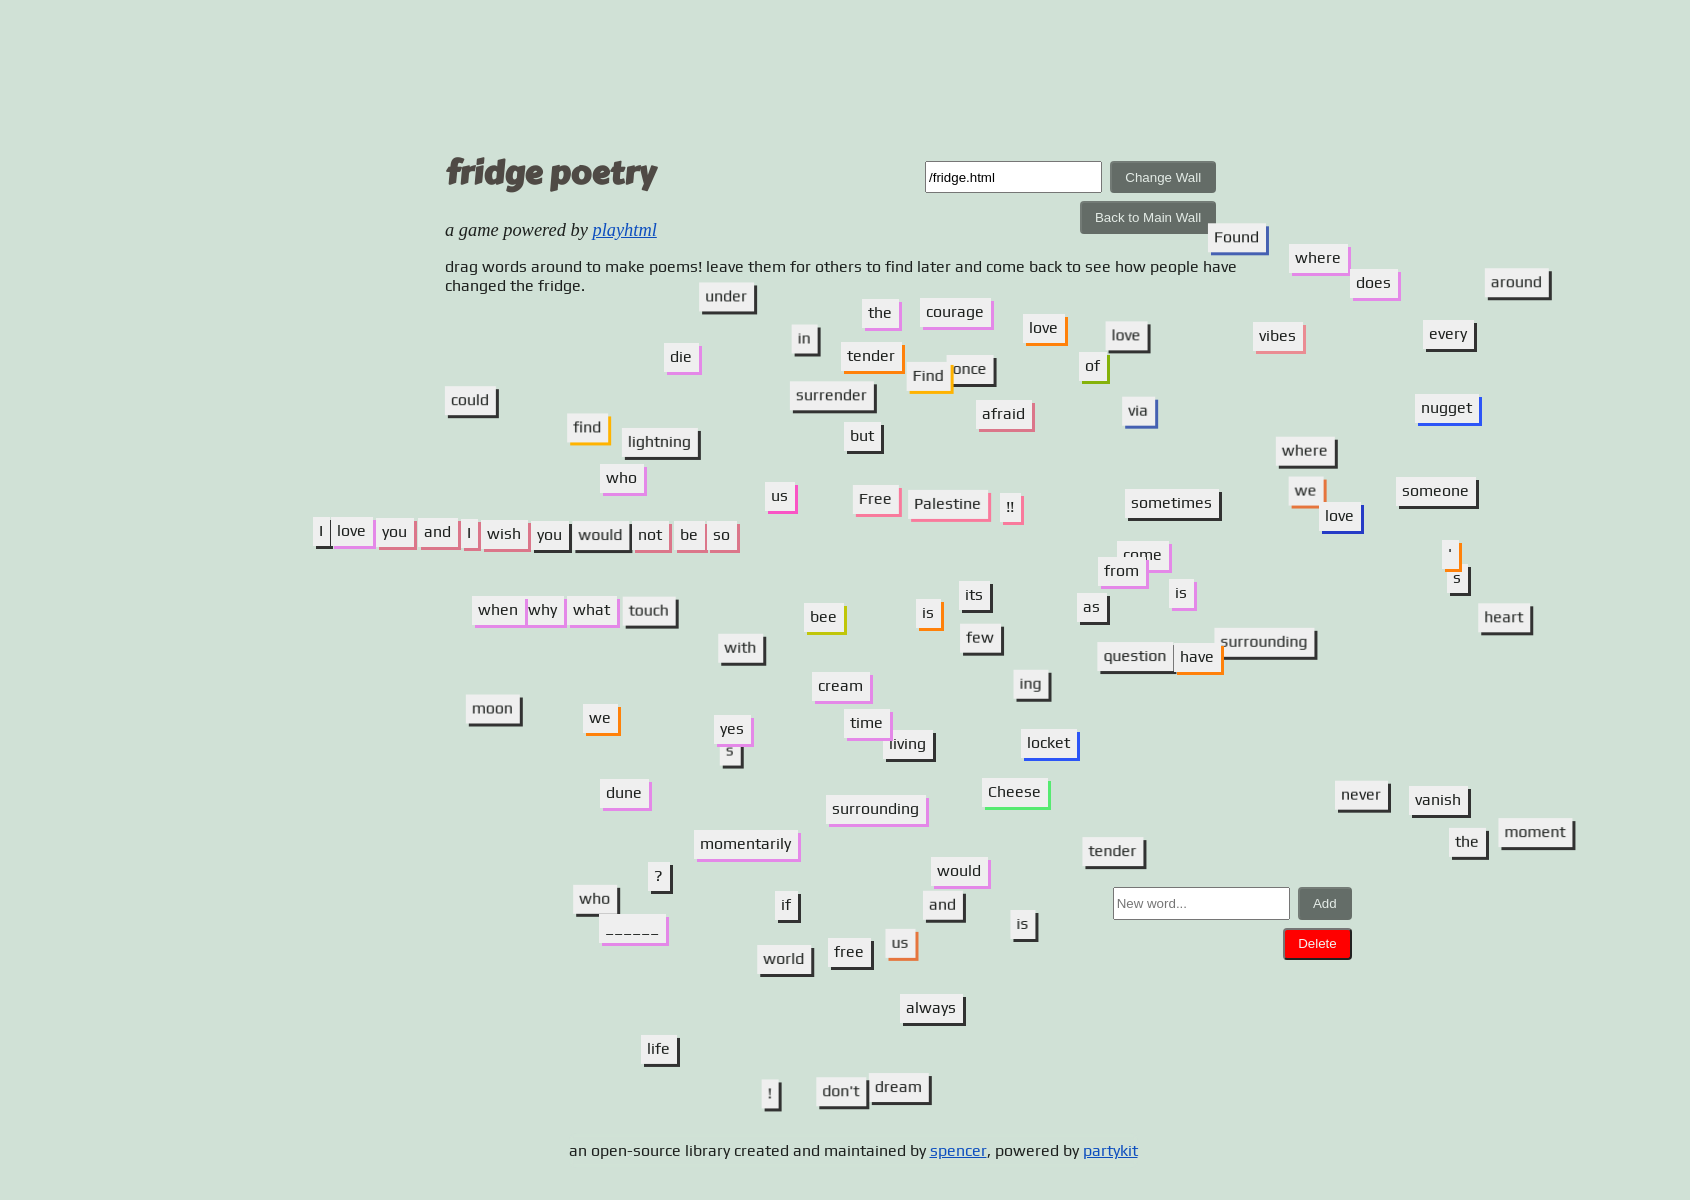 fridge poetry
/fridge.html
Change Wall
Back to Main Wall
a game powered by playhtml
Found
where
drag words around to make poems! leave them for others to find later and come back to see how people have
changed the fridge.
does
around
under
the
courage
love
love
vibes
every
in
die
tender
Find
once
of
could
surrender
afraid
via
nugget
find
lightning
but
where
who
us
Free
Palestine
!!
sometimes
we
someone
love
I love you and I wish you would not be so
come
from
'
s
is
its
as
when why what touch
bee
is
heart
with
few
question have surrounding
cream
ing
moon
we
yes
s
time
living
locket
dune
surrounding
Cheese
never
vanish
momentarily
tender
the
moment
?
would
who
if
and
New word...
Add
______
is
us
Delete
world
free
always
life
!
don't
dream
an open-source library created and maintained by spencer, powered by partykit